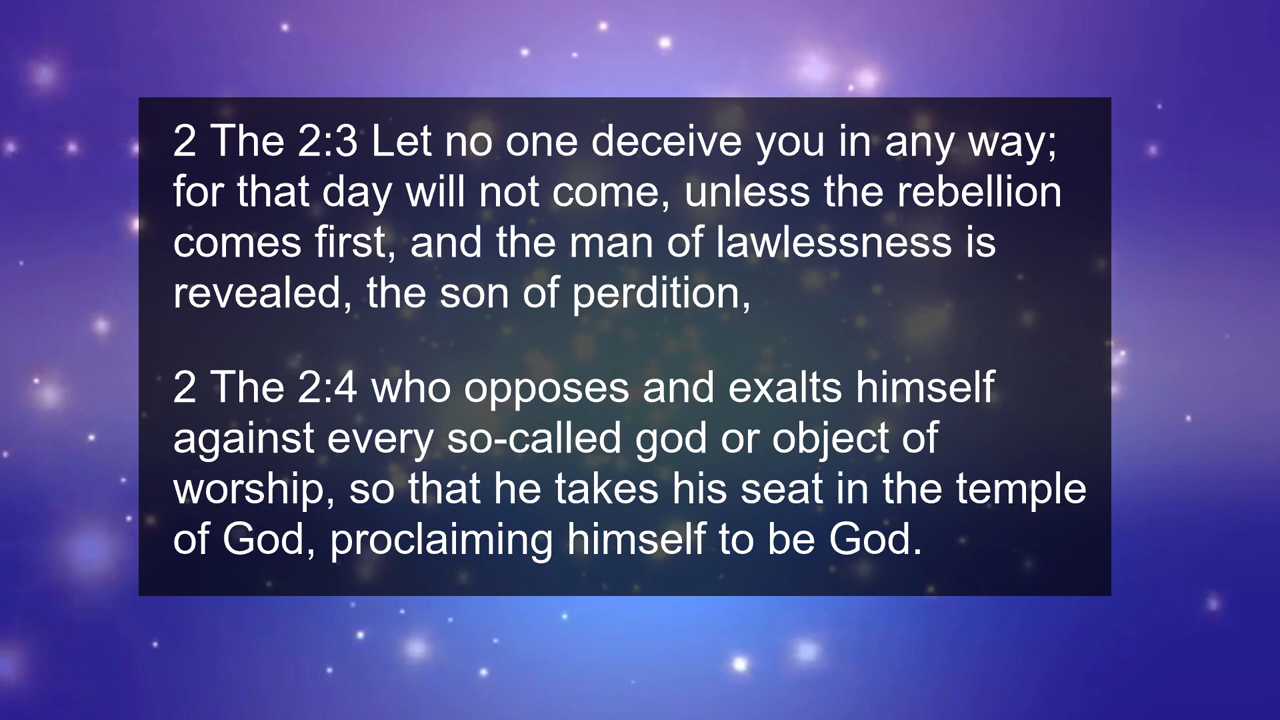 2 The 2:3 Let no one deceive you in any way;
for that day will not come, unless the rebellion
comes first, and the man of lawlessness is
revealed, the son of perdition,
2 The 2:4 who opposes and exalts himself
against every so-called god or object of
worship, so that he takes his seat in the temple
of God, proclaiming himself to be God.